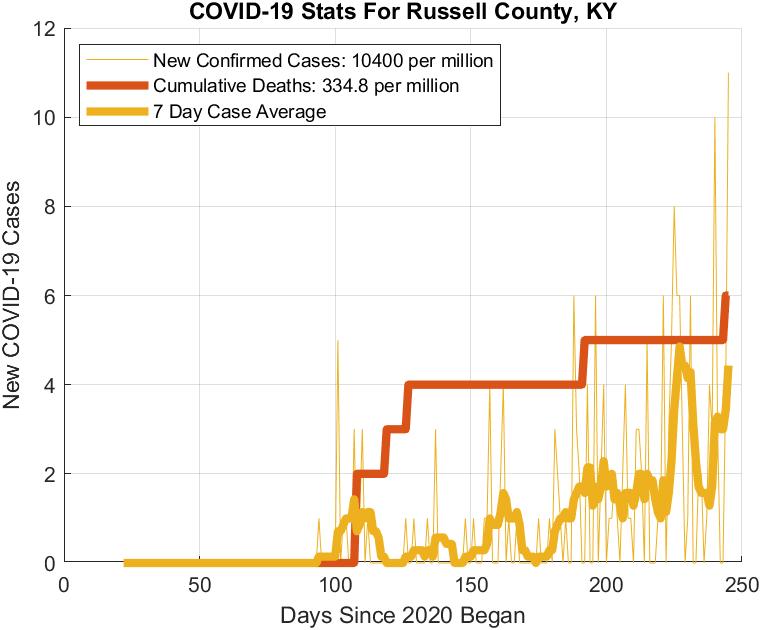 COVID-19 Stats For Russell County, KY
New Confirmed Cases: 10400 per million
Cumulative Deaths: 334.8 per million
7 Day Case Average
New COVID-19 Cases
12
10
8
6
4
2
0
0 50 100 150 200 250
Days Since 2020 Began